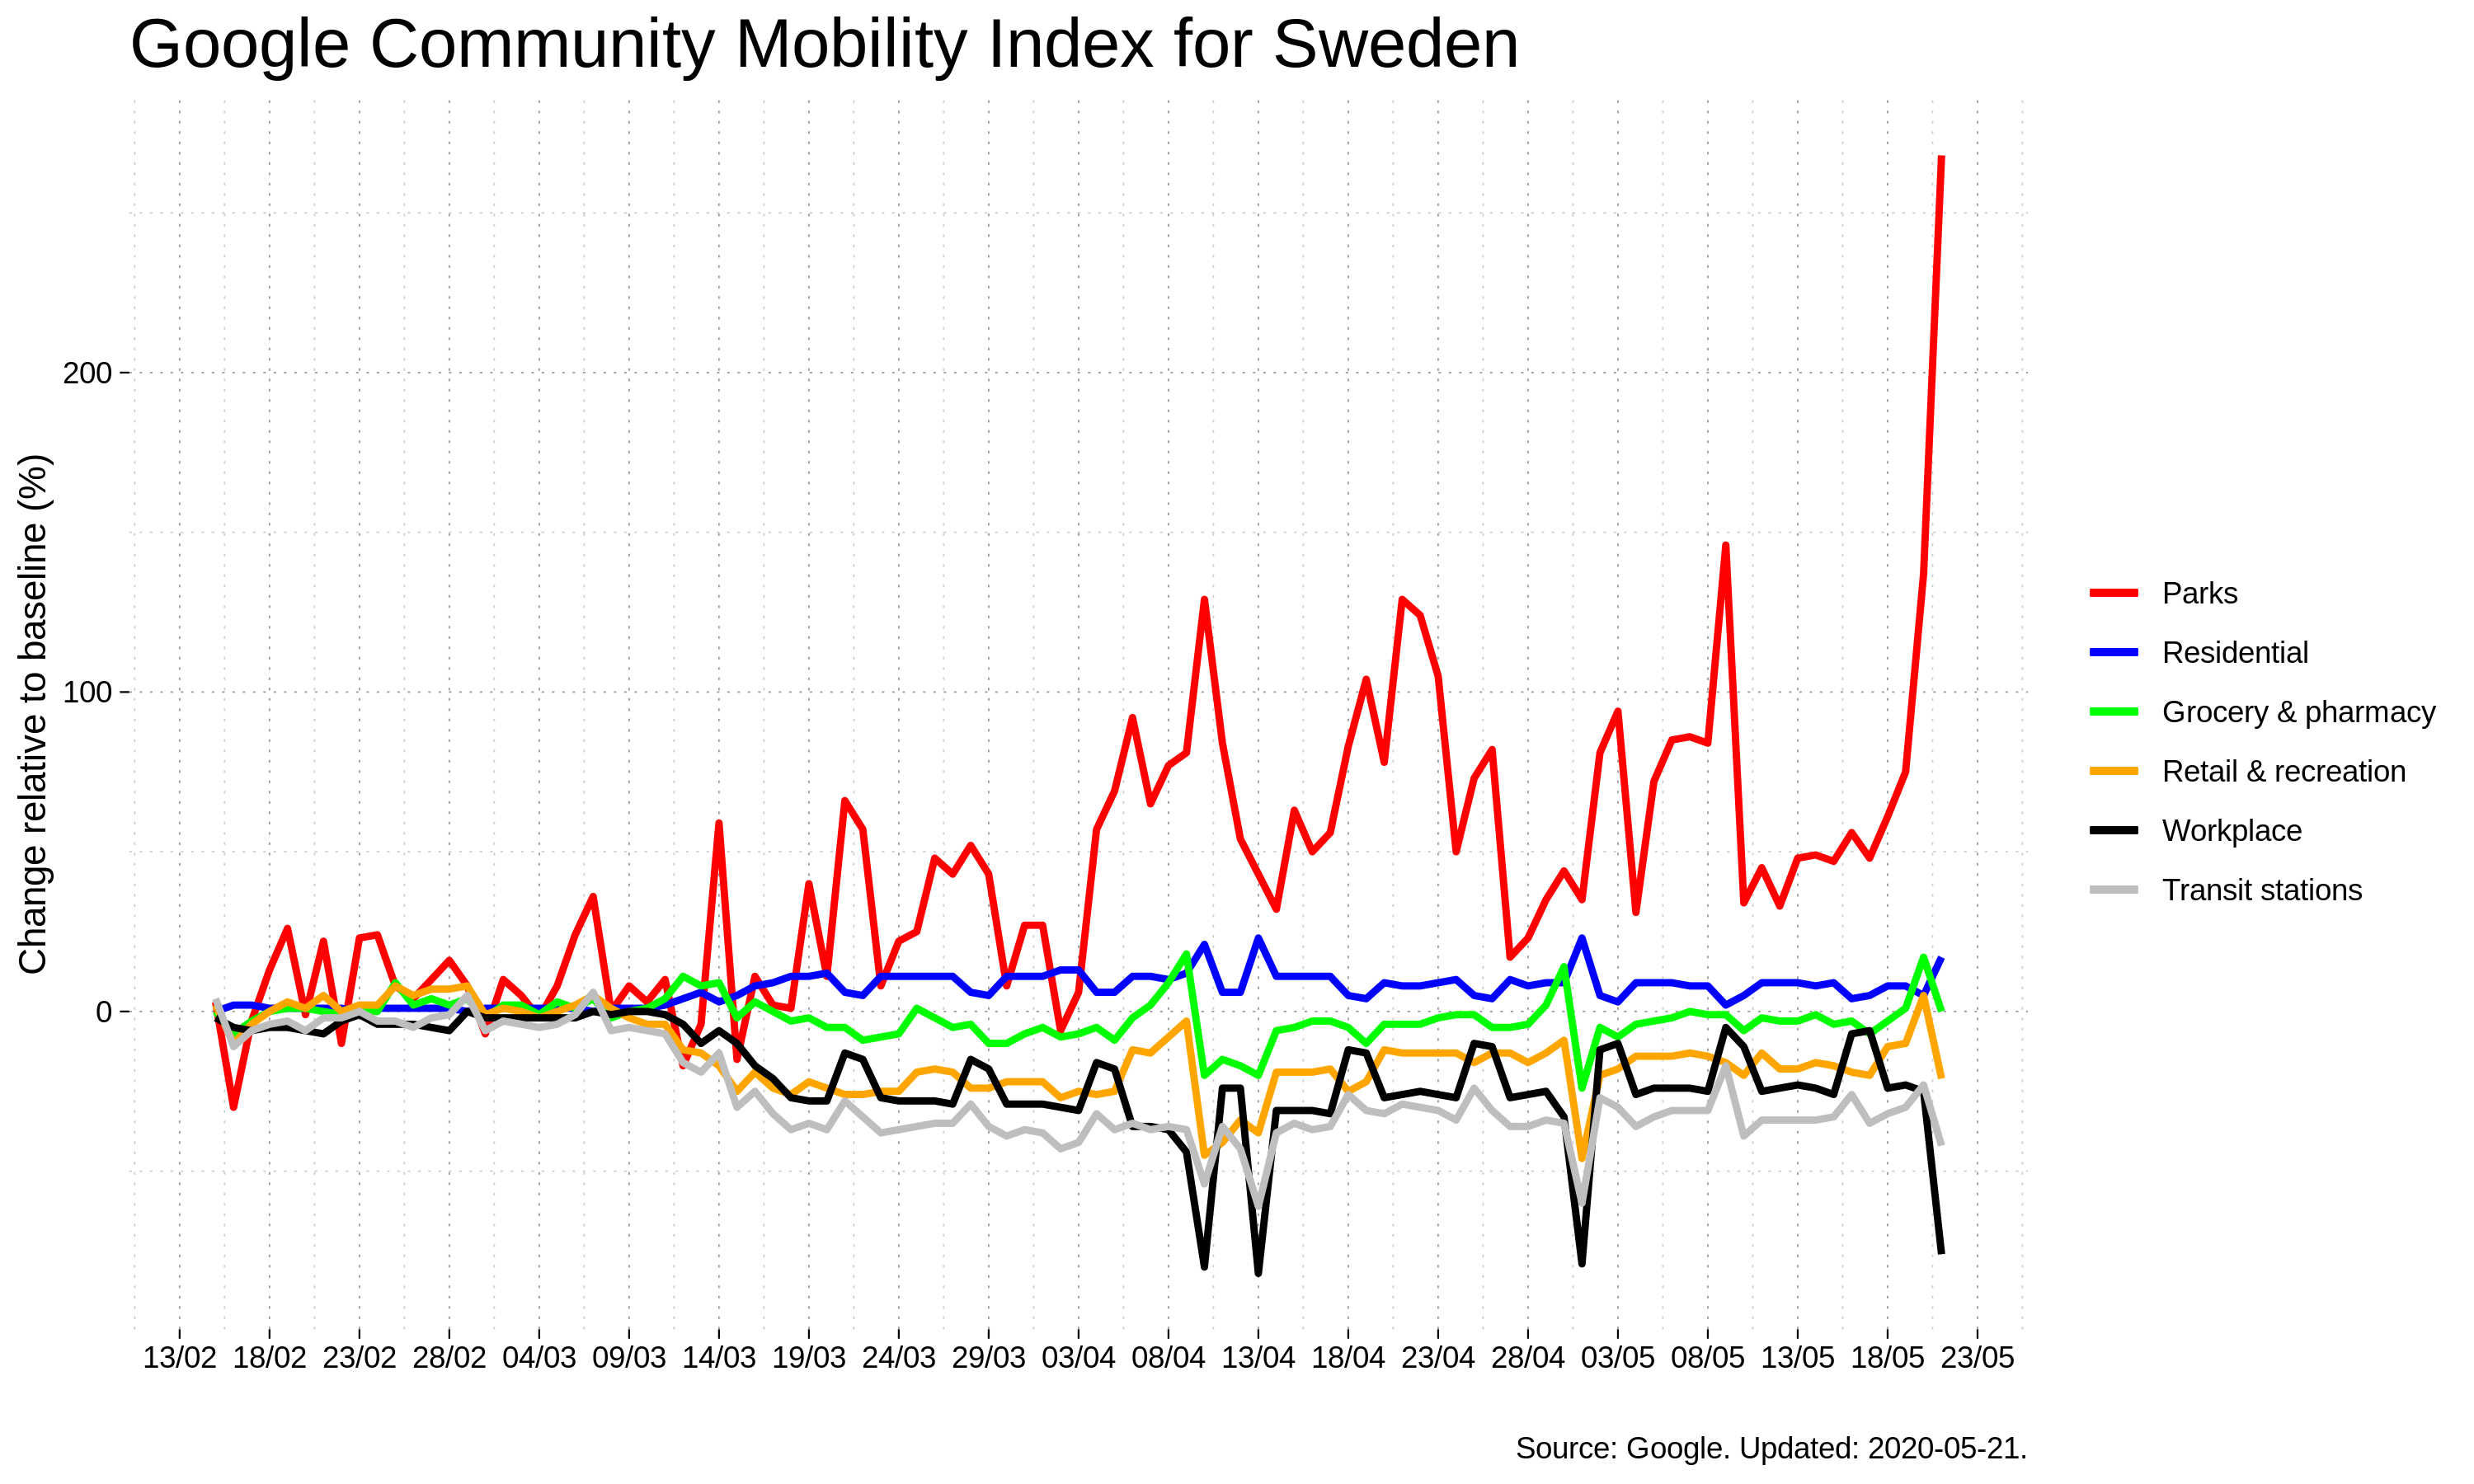 Google Community Mobility Index for Sweden
Change relative to baseline (%)
200
100
0
13/02 18/02 23/02 28/02 04/03 09/03 14/03 19/03 24/03 29/03 03/04 08/04 13/04 18/04 23/04 28/04 03/05 08/05 13/05 18/05 23/05
Parks
Residential
Grocery & pharmacy
Retail & recreation
Workplace
Transit stations
Source: Google. Updated: 2020-05-21.